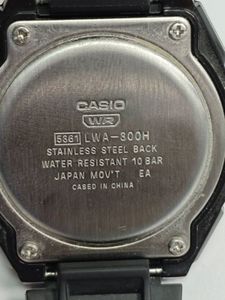 CASIO
WR
5361 LWA-300H
STAINLESS STEEL BACK
WATER RESISTANT 10 BAR
JAPAN MOV'T EA
CASED IN CHINA